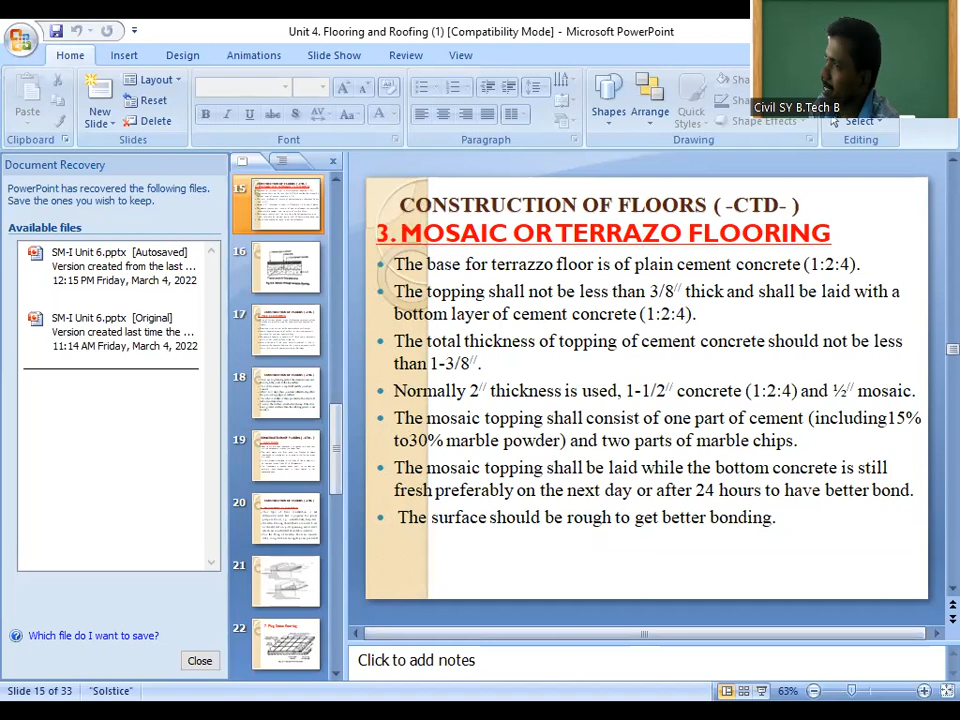 Unit 4. Flooring and Roofing (1) [Compatibility Mode] - Microsoft PowerPoint
Home Insert Design Animations Slide Show Review View
Civil SY B.Tech B
Paste
New
Slide
Layout
Reset
Delete
B I U abc S AV Aa A
Shapes
Arrange
Quick
Styles
Sha
Shape Effects
Select
Clipboard Slides Font Paragraph Drawing Editing
Document Recovery
PowerPoint has recovered the following files.
Save the ones you wish to keep.
Available files
SM-I Unit 6.pptx [Autosaved]
Version created from the last ...
12:15 PM Friday, March 4, 2022
SM-I Unit 6.pptx [Original]
Version created last time the ...
11:14 AM Friday, March 4, 2022
Which file do I want to save?
Close
15
16
17
18
19
20
21
22
CONSTRUCTION OF FLOORS ( -CTD- )
3. MOSAIC OR TERRAZO FLOORING
• The base for terrazzo floor is of plain cement concrete (1:2:4).
• The topping shall not be less than 3/8// thick and shall be laid with a
bottom layer of cement concrete (1:2:4).
• The total thickness of topping of cement concrete should not be less
than 1-3/8//.
• Normally 2// thickness is used, 1-1/2// concrete (1:2:4) and ½// mosaic.
• The mosaic topping shall consist of one part of cement (including15%
to30% marble powder) and two parts of marble chips.
• The mosaic topping shall be laid while the bottom concrete is still
fresh preferably on the next day or after 24 hours to have better bond.
• The surface should be rough to get better bonding.
Click to add notes
Slide 15 of 33 "Solstice" 63%